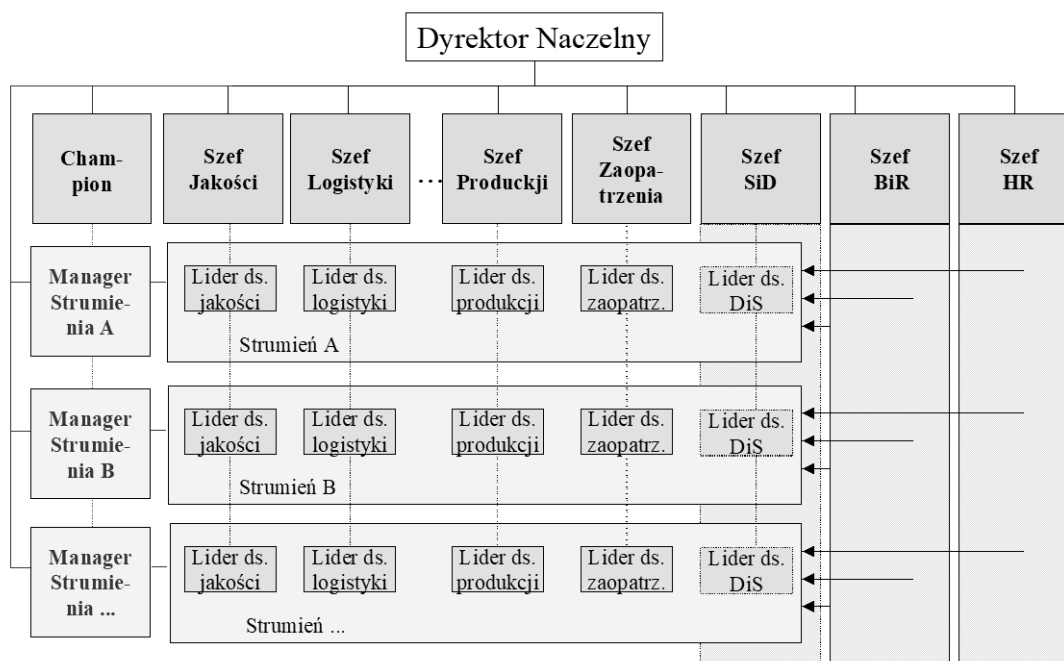 Dyrektor Naczelny
Cham-
pion
Szef
Jakości
Szef
Logistyki
...
Szef
Produckji
Szef
Zaopa-
trzenia
Szef
SiD
Szef
BiR
Szef
HR
Manager
Strumie-
nia A
Lider ds.
jakości
Lider ds.
logistyki
Lider ds.
produkcji
Lider ds.
zaopatrz.
Lider ds.
DiS
Strumień A
Manager
Strumie-
nia B
Lider ds.
jakości
Lider ds.
logistyki
Lider ds.
produkcji
Lider ds.
zaopatrz.
Lider ds.
DiS
Strumień B
Manager
Strumie-
nia ...
Lider ds.
jakości
Lider ds.
logistyki
Lider ds.
produkcji
Lider ds.
zaopatrz.
Lider ds.
DiS
Strumień ...